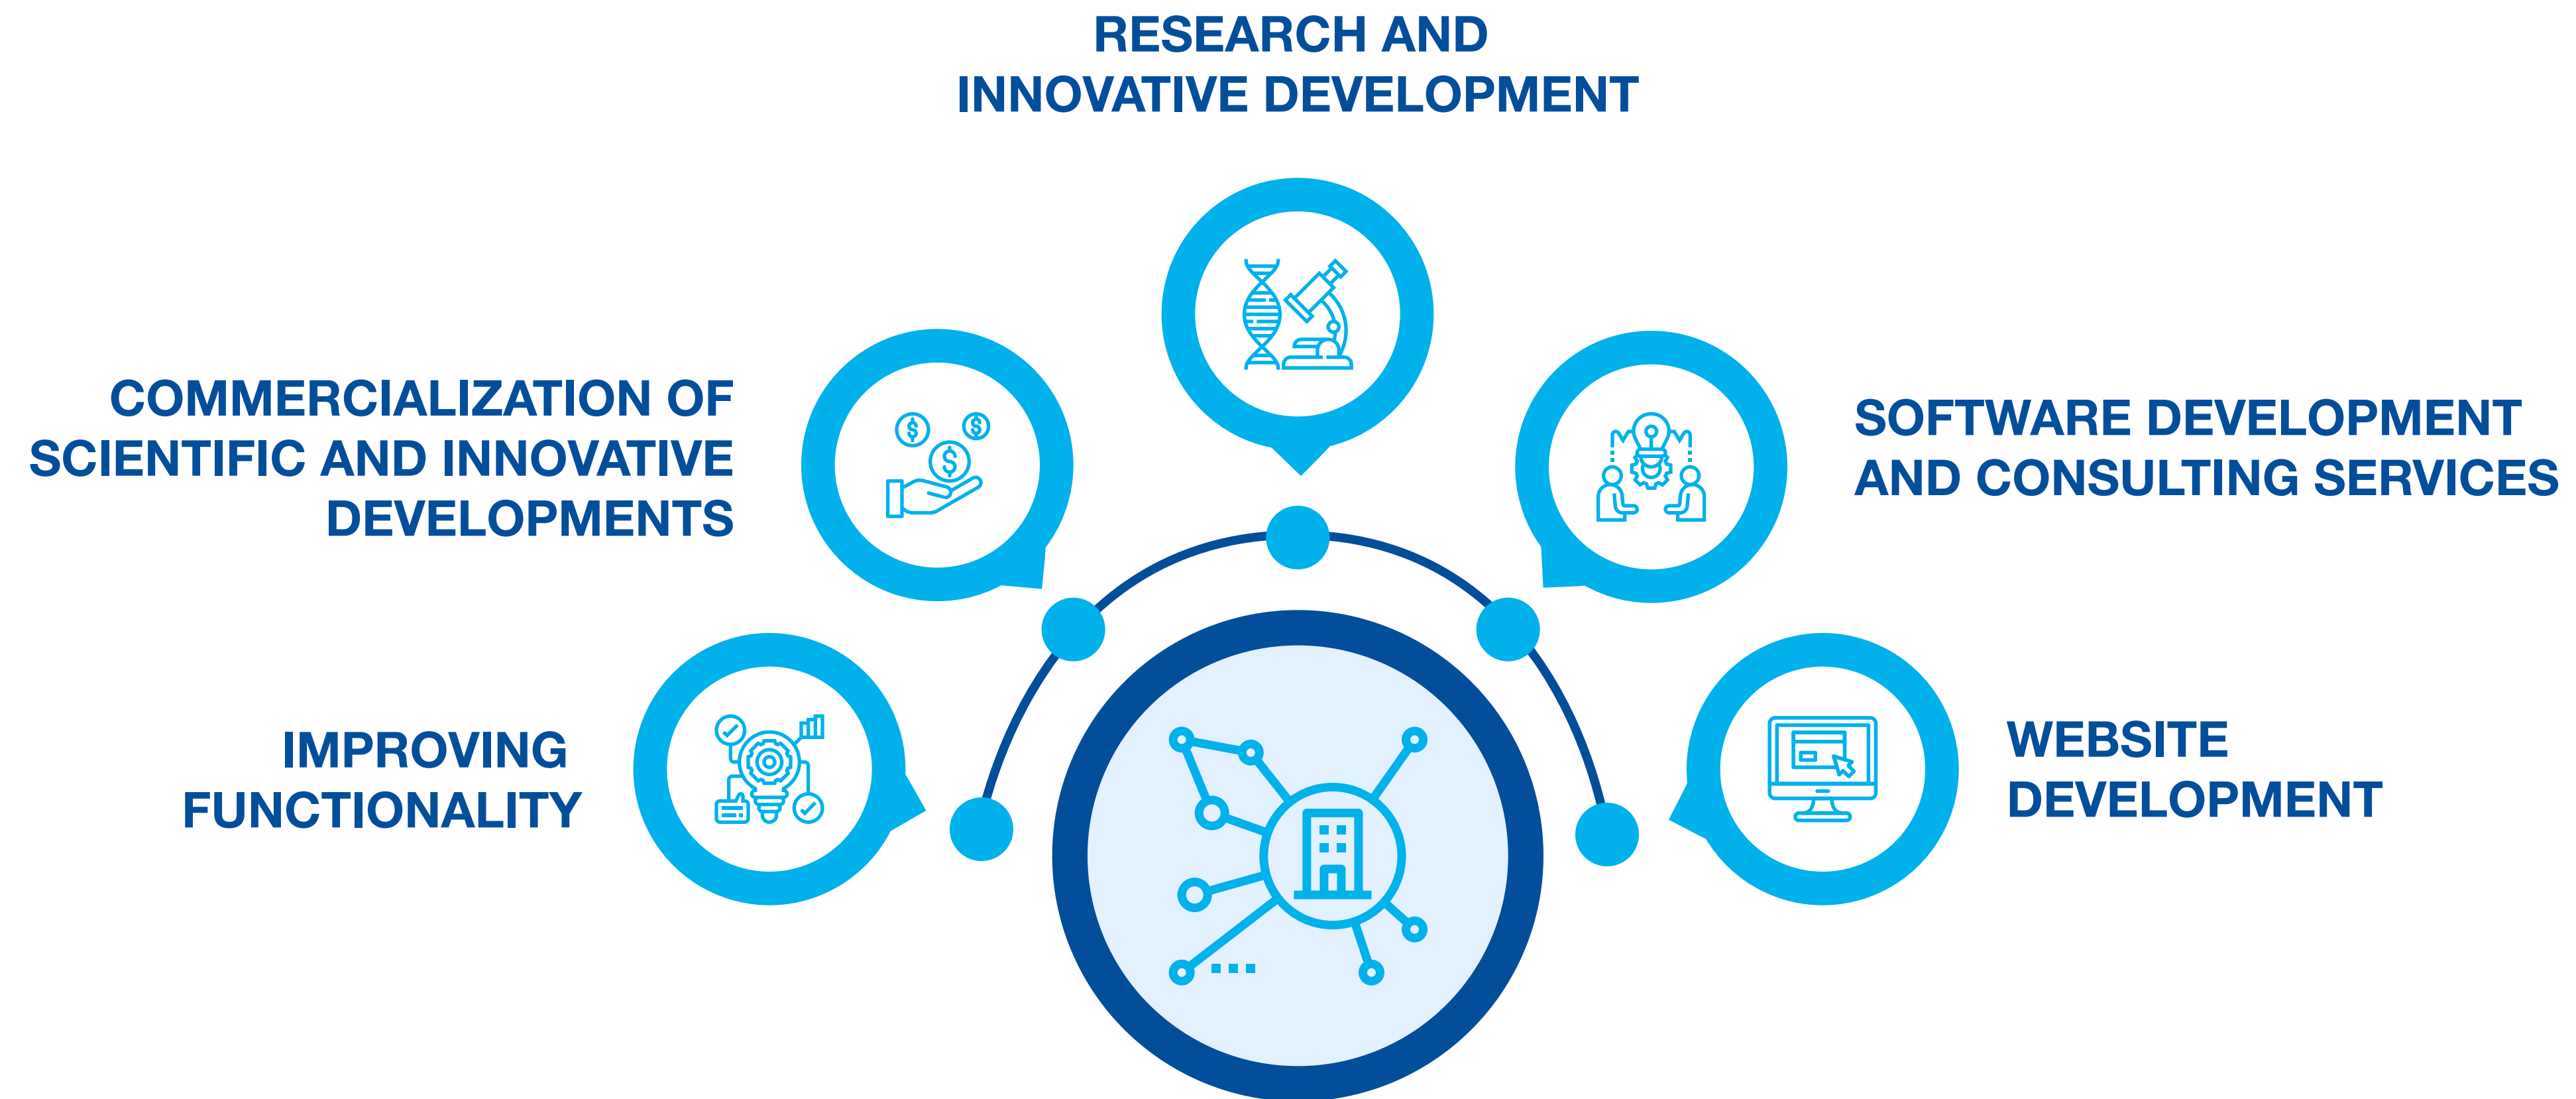 RESEARCH AND
INNOVATIVE DEVELOPMENT
COMMERCIALIZATION OF
SCIENTIFIC AND INNOVATIVE
DEVELOPMENTS
SOFTWARE DEVELOPMENT
AND CONSULTING SERVICES
IMPROVING
FUNCTIONALITY
WEBSITE
DEVELOPMENT